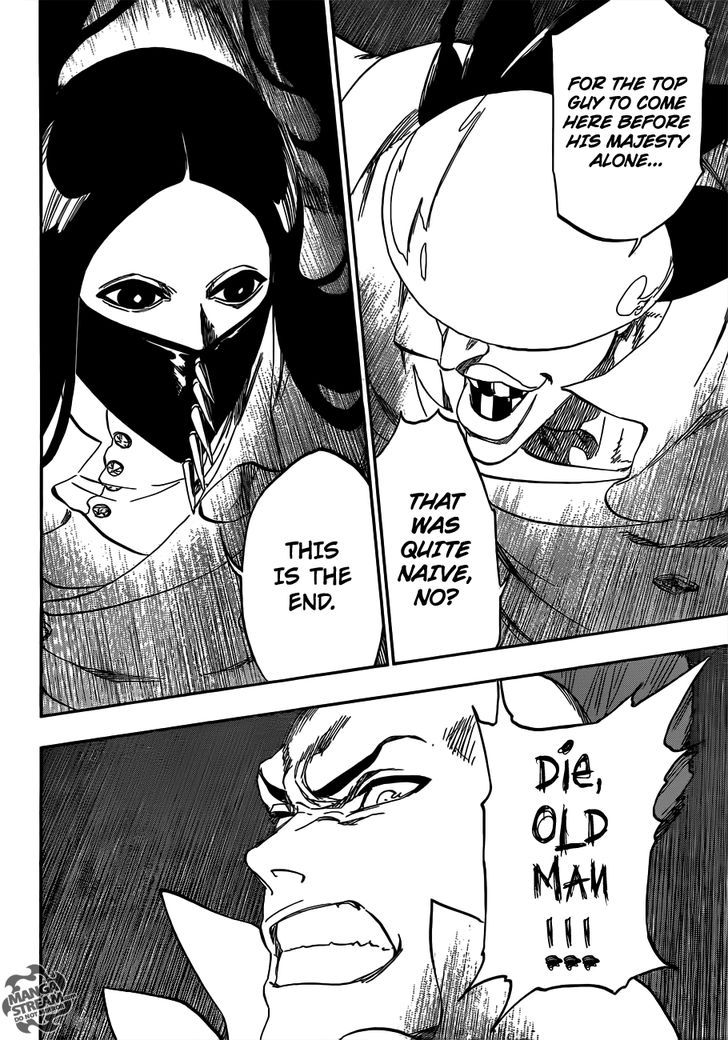 FOR THE TOP
GUY TO COME
HERE BEFORE
HIS MAJESTY
ALONE...
THAT
WAS
QUITE
NAIVE,
NO?
THIS
IS THE
END.
Die,
OLD
MAN
!!!
MANGA
STREAM